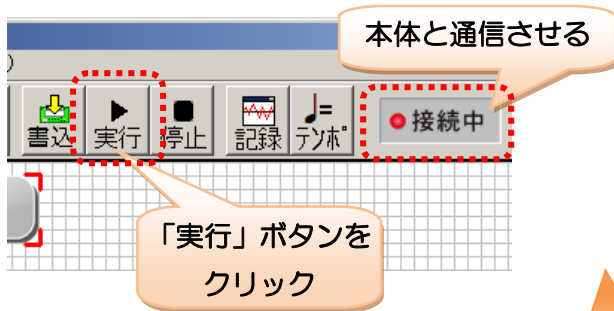 本体と通信させる
)
書込 実行 停止 記録 テンポ 接続中
「実行」ボタンを
クリック